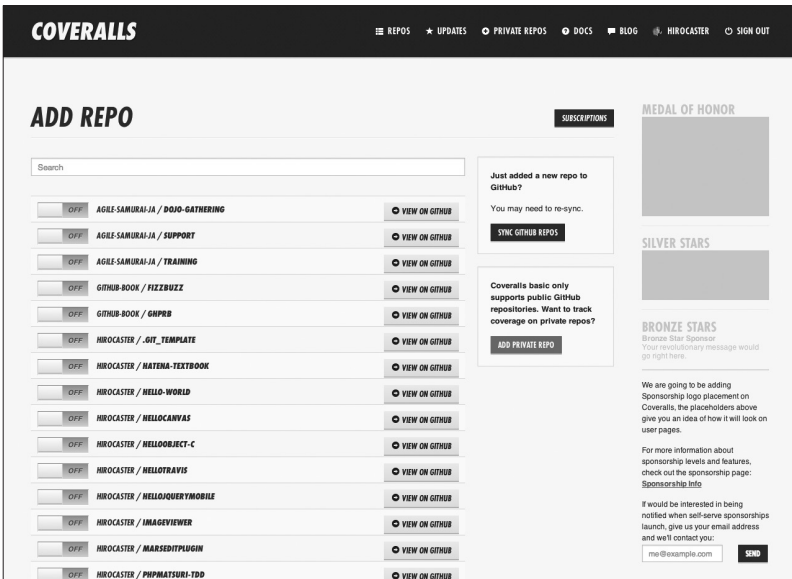 COVERALLS
REPOS
UPDATES
PRIVATE REPOS
DOCS
BLOG
HIROCASTER
SIGN OUT
ADD REPO
SUBSCRIPTIONS
Search
OFF AGILE-SAMURAI-JA / DOJO-GATHERING VIEW ON GITHUB
OFF AGILE-SAMURAI-JA / SUPPORT VIEW ON GITHUB
OFF AGILE-SAMURAI-JA / TRAINING VIEW ON GITHUB
OFF GITHUB-BOOK / FIZZBUZZ VIEW ON GITHUB
OFF GITHUB-BOOK / GHPRB VIEW ON GITHUB
OFF HIROCASTER / .GIT_TEMPLATE VIEW ON GITHUB
OFF HIROCASTER / HATENA-TEXTBOOK VIEW ON GITHUB
OFF HIROCASTER / HELLO-WORLD VIEW ON GITHUB
OFF HIROCASTER / HELLOCANVAS VIEW ON GITHUB
OFF HIROCASTER / HELLOOBJECT-C VIEW ON GITHUB
OFF HIROCASTER / HELLOTRAVIS VIEW ON GITHUB
OFF HIROCASTER / HELLOJQUERYMOBILE VIEW ON GITHUB
OFF HIROCASTER / IMAGEVIEWER VIEW ON GITHUB
OFF HIROCASTER / MARSEDITPLUGIN VIEW ON GITHUB
OFF HIROCASTER / PHPMATSURI-TDD VIEW ON GITHUB
Just added a new repo to
GitHub?
You may need to re-sync.
SYNC GITHUB REPOS
Coveralls basic only
supports public GitHub
repositories. Want to track
coverage on private repos?
ADD PRIVATE REPO
MEDAL OF HONOR
SILVER STARS
BRONZE STARS
Bronze Star Sponsor
Your revolutionary message would
go right here.
We are going to be adding
Sponsorship logo placement on
Coveralls, the placeholders above
give you an idea of how it will look on
user pages.
For more information about
sponsorship levels and features,
check out the sponsorship page:
Sponsorship Info
If would be interested in being
notified when self-serve sponsorships
launch, give us your email address
and we'll contact you:
me@example.com
SEND